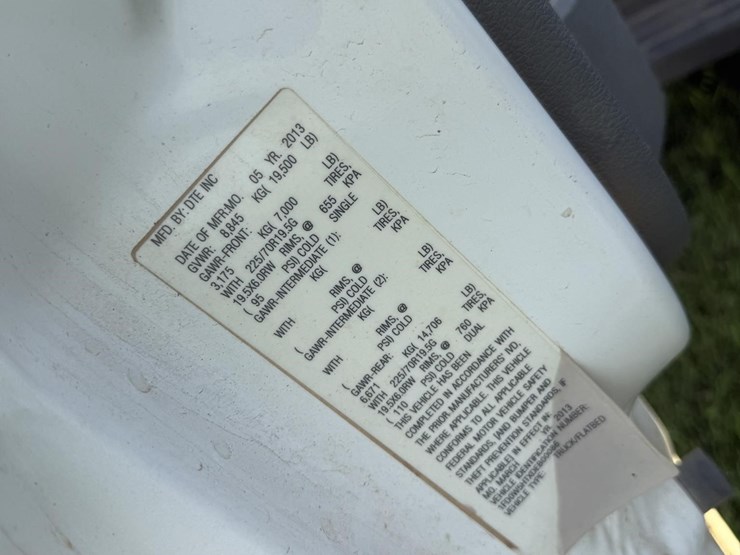 MFD. BY: DTE INC
DATE OF MFR:MO. 05 YR. 2013
GVWR: 8,845 KG( 19,500 LB)
GAWR-FRONT:
3,175 KG( 7,000 LB)
WITH 225/70R19.5G TIRES,
19.5X6.0RW RIMS, @ 655 KPA
( 95 PSI) COLD SINGLE
GAWR-INTERMEDIATE (1):
KG( LB)
WITH TIRES,
RIMS, @ KPA
( PSI) COLD
GAWR-INTERMEDIATE (2):
KG( LB)
WITH TIRES,
RIMS, @ KPA
( PSI) COLD
GAWR-REAR:
6,671 KG( 14,706 LB)
WITH 225/70R19.5G TIRES,
19.5X6.0RW RIMS, @ 760 KPA
( 110 PSI) COLD DUAL
THIS VEHICLE HAS BEEN
COMPLETED IN ACCORDANCE WITH
THE PRIOR MANUFACTURERS' IVD,
WHERE APPLICABLE. THIS VEHICLE
CONFORMS TO ALL APPLICABLE
FEDERAL MOTOR VEHICLE SAFETY
STANDARDS, [AND BUMPER AND
THEFT PREVENTION STANDARDS, IF
APPLICABLE] IN EFFECT IN
MO. MARCH YR. 2013
VEHICLE IDENTIFICATION NUMBER:
VEHICLE TYPE: TRUCK/FLATBED